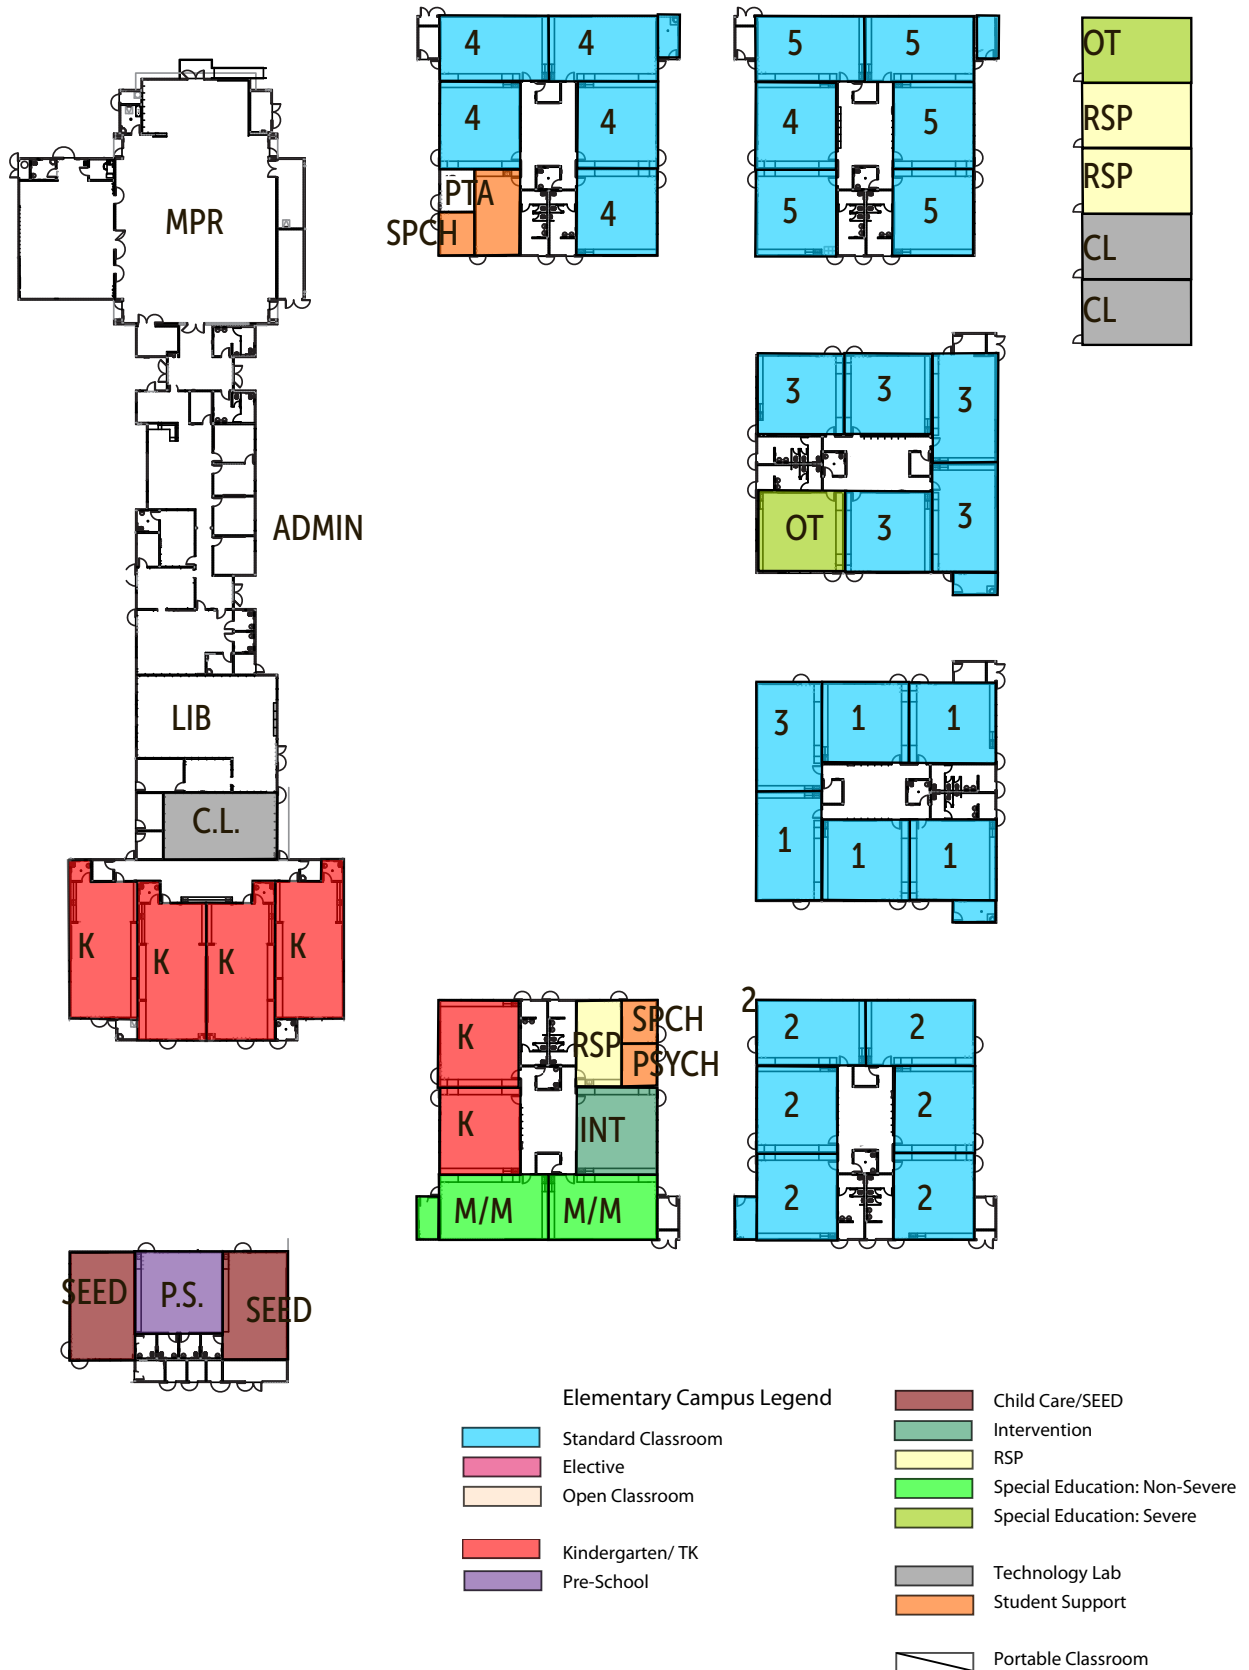 4 4
5 5
OT
4 4
4 5
RSP
RSP
PTA
SPCH
4
5 5
MPR
CL
CL
3 3 3
ADMIN
OT 3 3
LIB
3 1 1
C.L.
1 1 1
K K K K
2
K RSP SPCH
PSYCH
2 2
K INT
2 2
M/M M/M
2 2
SEED P.S. SEED
Elementary Campus Legend
Standard Classroom
Elective
Open Classroom
Kindergarten/ TK
Pre-School
Child Care/SEED
Intervention
RSP
Special Education: Non-Severe
Special Education: Severe
Technology Lab
Student Support
Portable Classroom